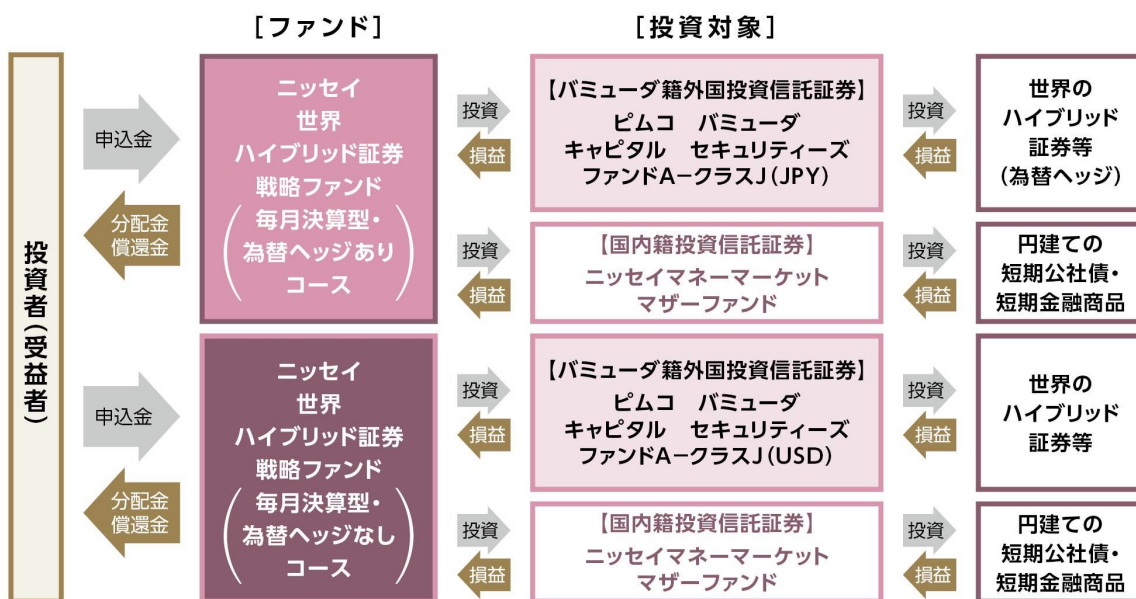 [ファンド]
[投資対象]
投資者(受益者)
申込金
分配金
償還金
ニッセイ
世界
ハイブリッド証券
戦略ファンド
(毎月決算型・
為替ヘッジあり
コース)
投資
損益
【バミューダ籍外国投資信託証券】
ピムコ バミューダ
キャピタル セキュリティーズ
ファンドA-クラスJ(JPY)
投資
損益
世界の
ハイブリッド
証券等
(為替ヘッジ)
投資
損益
【国内籍投資信託証券】
ニッセイマネーマーケット
マザーファンド
投資
損益
円建ての
短期公社債・
短期金融商品
申込金
分配金
償還金
ニッセイ
世界
ハイブリッド証券
戦略ファンド
(毎月決算型・
為替ヘッジなし
コース)
投資
損益
【バミューダ籍外国投資信託証券】
ピムコ バミューダ
キャピタル セキュリティーズ
ファンドA-クラスJ(USD)
投資
損益
世界の
ハイブリッド
証券等
投資
損益
【国内籍投資信託証券】
ニッセイマネーマーケット
マザーファンド
投資
損益
円建ての
短期公社債・
短期金融商品